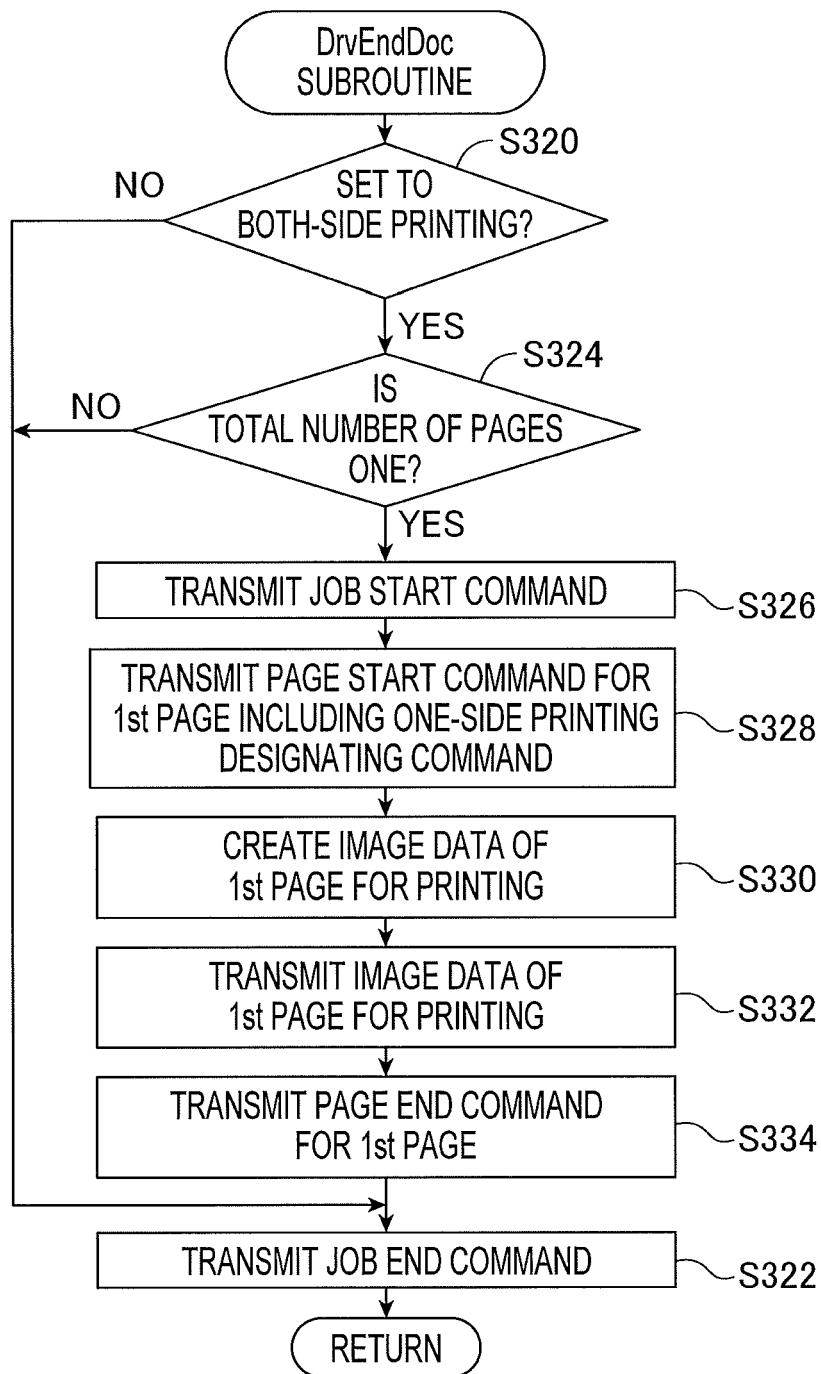 DrvEndDoc
SUBROUTINE
S320
NO
SET TO
BOTH-SIDE PRINTING?
YES
S324
NO
IS
TOTAL NUMBER OF PAGES
ONE?
YES
TRANSMIT JOB START COMMAND
S326
TRANSMIT PAGE START COMMAND FOR
1st PAGE INCLUDING ONE-SIDE PRINTING
DESIGNATING COMMAND
S328
CREATE IMAGE DATA OF
1st PAGE FOR PRINTING
S330
TRANSMIT IMAGE DATA OF
1st PAGE FOR PRINTING
S332
TRANSMIT PAGE END COMMAND
FOR 1st PAGE
S334
TRANSMIT JOB END COMMAND
S322
RETURN